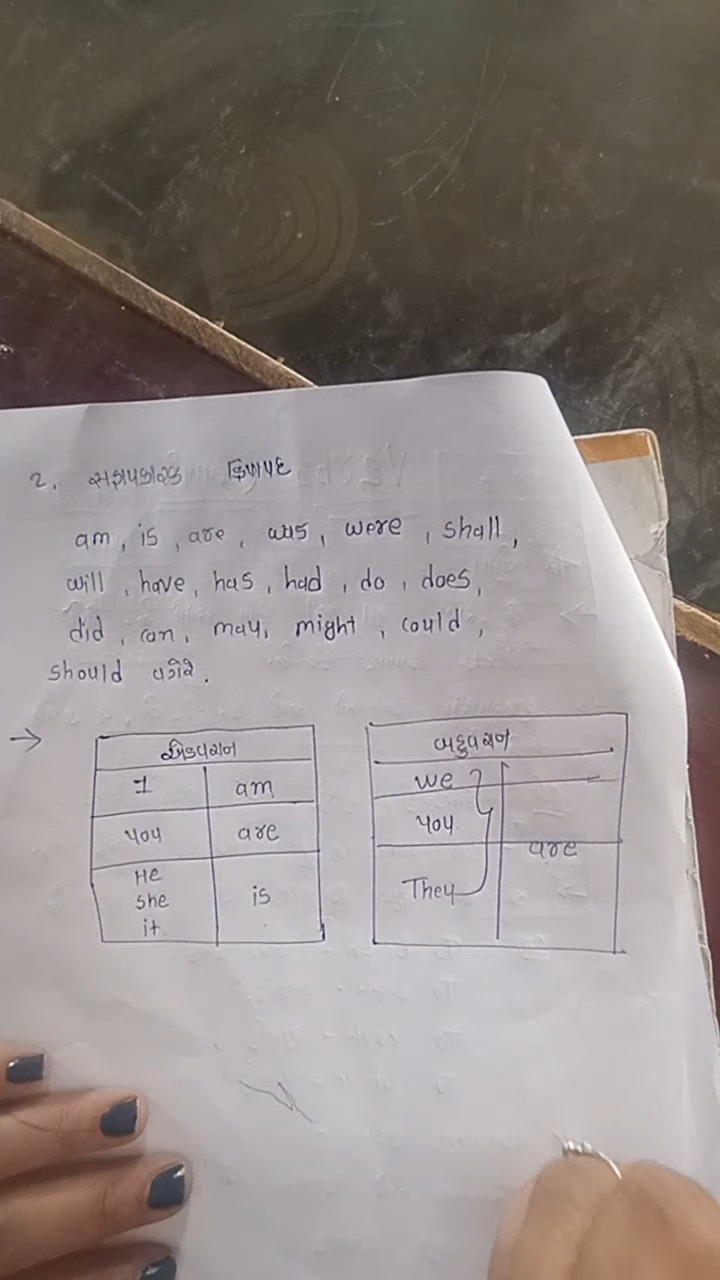 2. સહાયકારક ક્રિયાપદ
am, is, are, was, were, shall,
will, have, has, had, do, does,
did, can, may, might, could,
should વગેરે.
→
એકવચન
I am
you are
He
she is
it
બહુવચન
we
you are
They